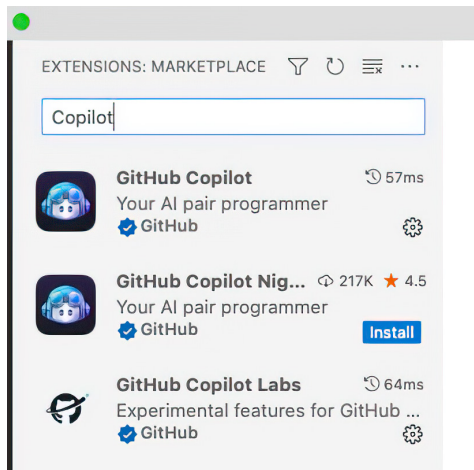 EXTENSIONS: MARKETPLACE
Copilot
GitHub Copilot 57ms
Your AI pair programmer
GitHub
GitHub Copilot Nig... 217K 4.5
Your AI pair programmer
GitHub Install
GitHub Copilot Labs 64ms
Experimental features for GitHub ...
GitHub